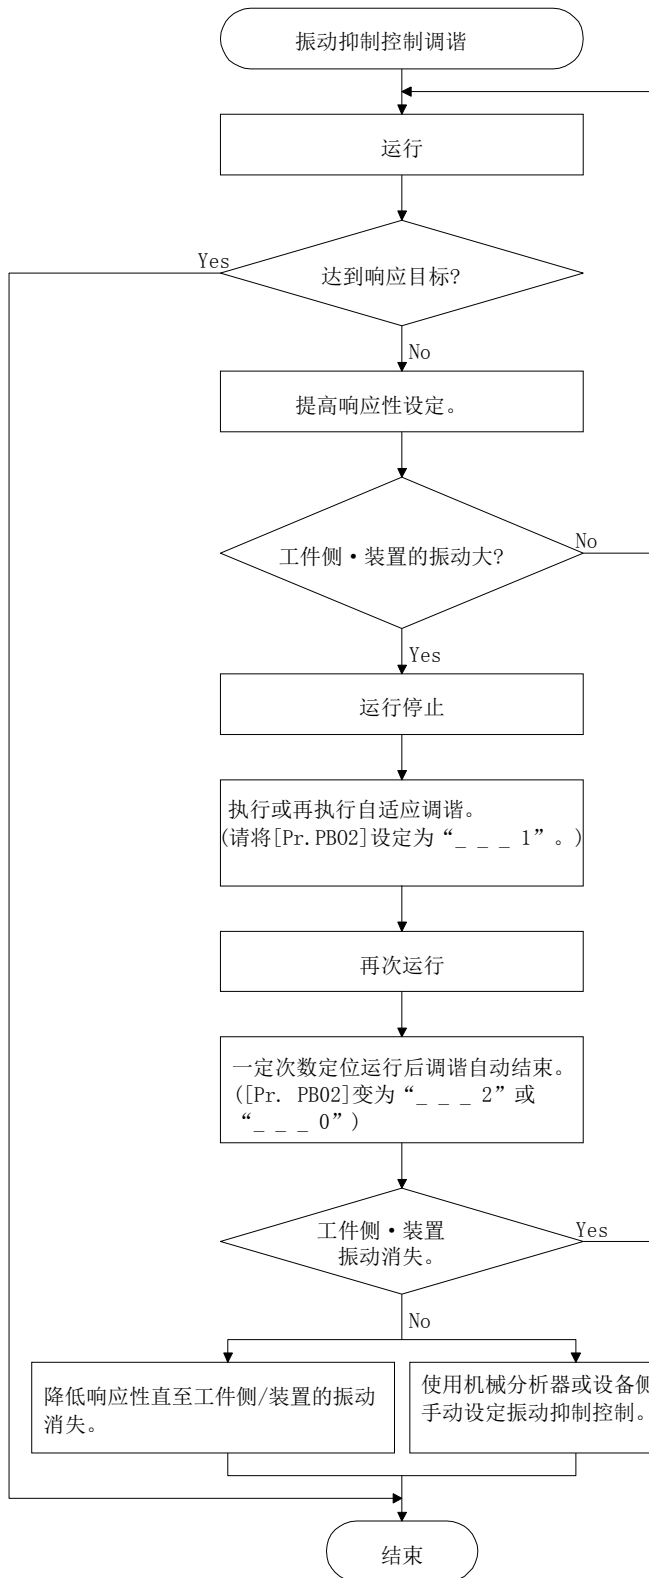 振动抑制控制调谐
运行
Yes
达到响应目标?
No
提高响应性设定。
工件侧·装置的振动大?
No
Yes
运行停止
执行或再执行自适应调谐。
(请将[Pr.PB02]设定为“_ _ _ 1”。)
再次运行
一定次数定位运行后调谐自动结束。
([Pr. PB02]变为“_ _ _ 2”或
“_ _ _ 0”)
工件侧·装置
振动消失。
Yes
No
降低响应性直至工件侧/装置的振动
消失。
使用机械分析器或设备侧
手动设定振动抑制控制。
结束